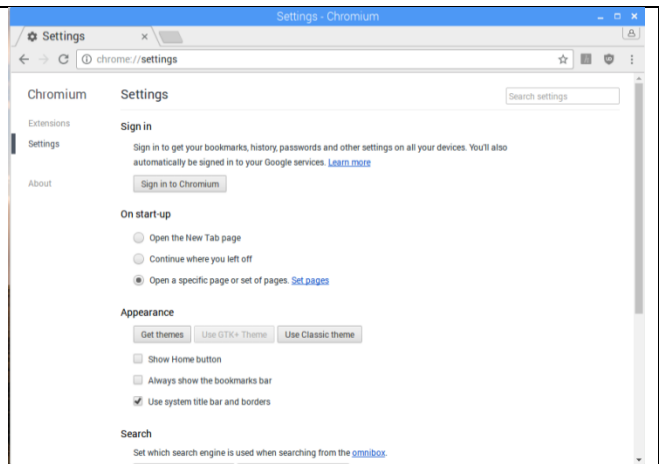 Settings - Chromium
Settings
chrome://settings
Chromium
Settings
Search settings
Extensions
Settings
About
Sign in
Sign in to get your bookmarks, history, passwords and other settings on all your devices. You'll also
automatically be signed in to your Google services. Learn more
Sign in to Chromium
On start-up
Open the New Tab page
Continue where you left off
Open a specific page or set of pages. Set pages
Appearance
Get themes Use GTK+ Theme Use Classic theme
Show Home button
Always show the bookmarks bar
Use system title bar and borders
Search
Set which search engine is used when searching from the omnibox.